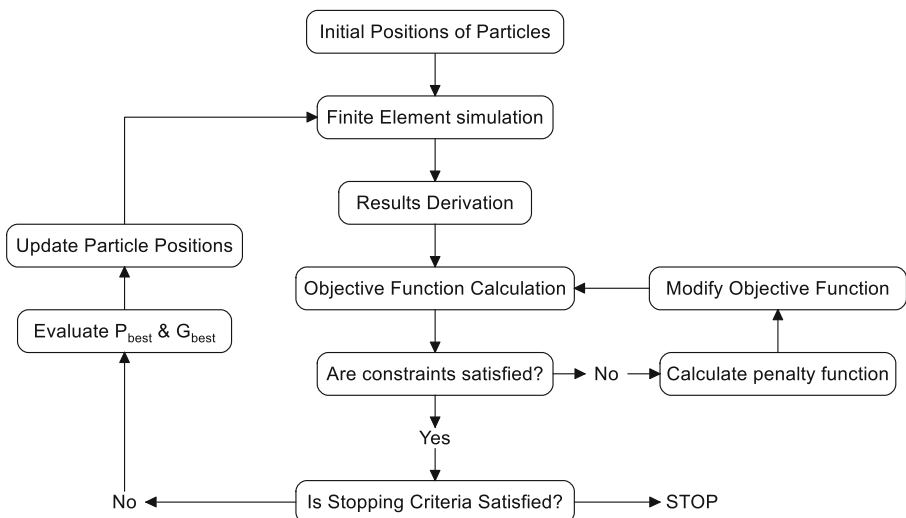 Initial Positions of Particles
Finite Element simulation
Results Derivation
Update Particle Positions
Objective Function Calculation
Modify Objective Function
Evaluate Pbest & Gbest
Are constraints satisfied?
No
Calculate penalty function
Yes
No
Is Stopping Criteria Satisfied?
STOP